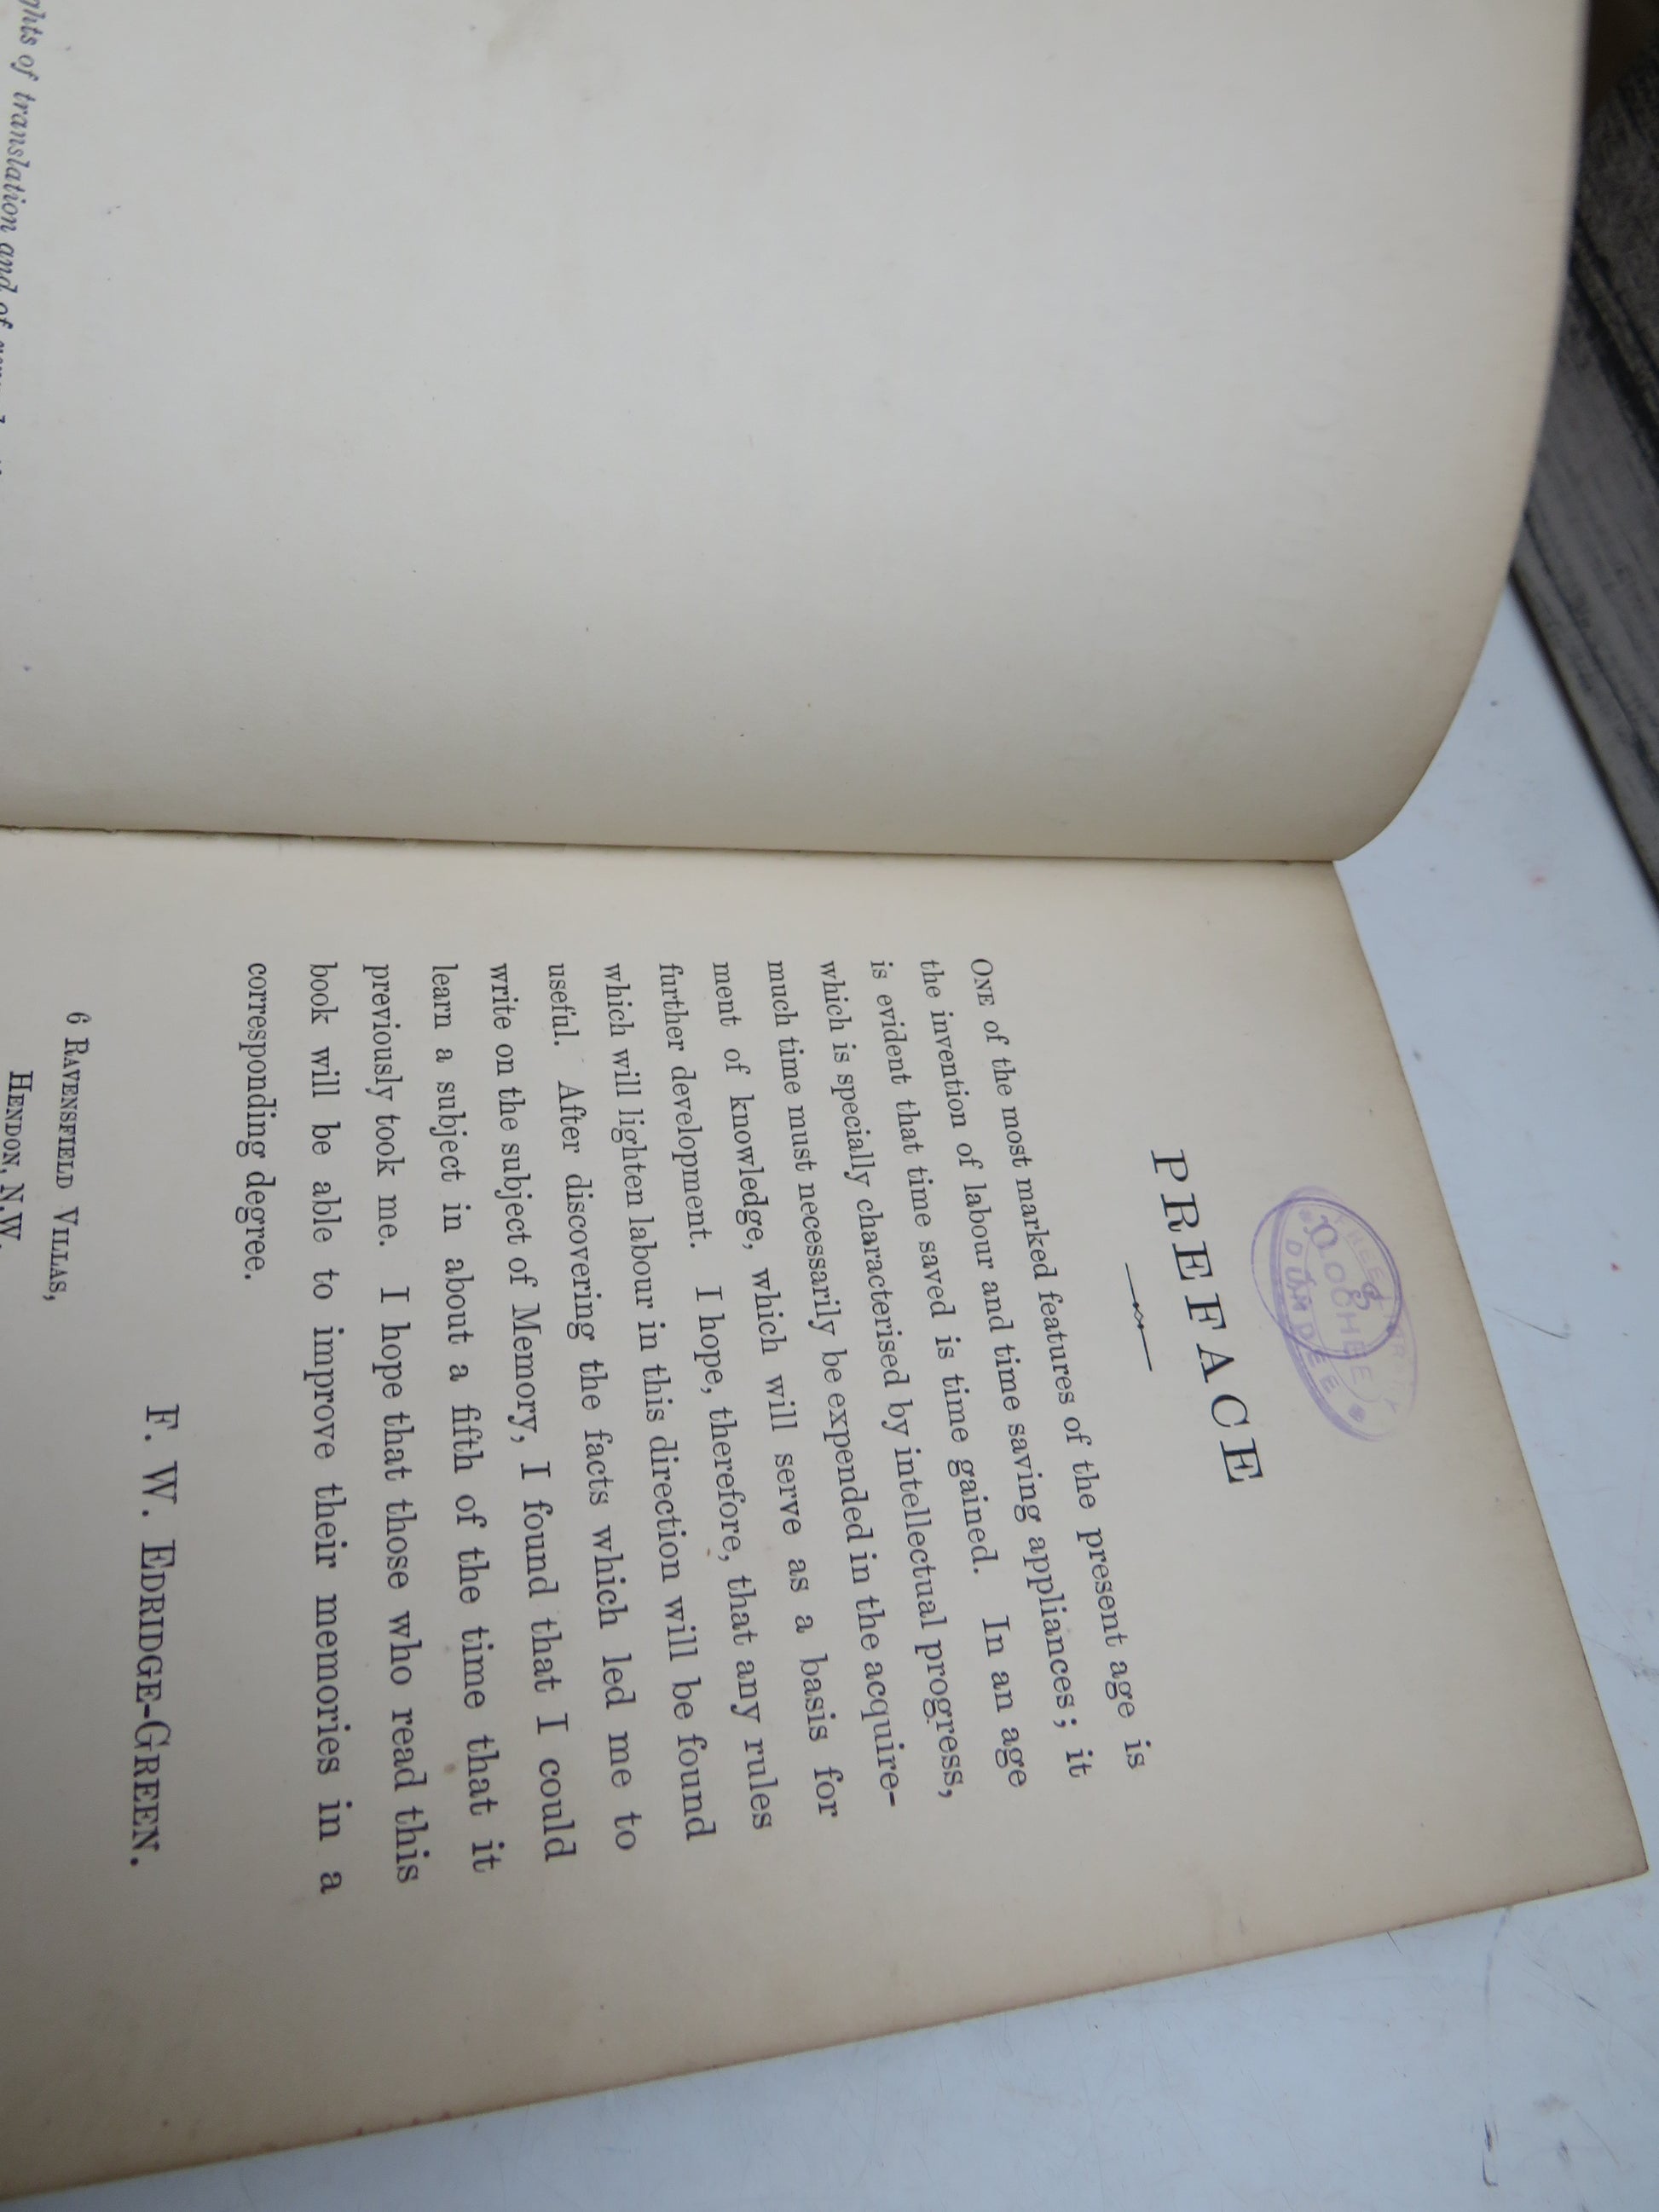 ghts of translation and of
PREFACE
ONE of the most marked features of the present age is
the invention of labour and time saving appliances; it
is evident that time saved is time gained. In an age
which is specially characterised by intellectual progress,
much time must necessarily be expended in the acquire-
ment of knowledge, which will serve as a basis for
further development. I hope, therefore, that any rules
which will lighten labour in this direction will be found
useful. After discovering the facts which led me to
write on the subject of Memory, I found that I could
learn a subject in about a fifth of the time that it
previously took me. I hope that those who read this
book will be able to improve their memories in a
corresponding degree.
F. W. EDRIDGE-GREEN.
6 RAVENSFIELD VILLAS,
HENDON, N.W.
LOCHEE
DUNDEE